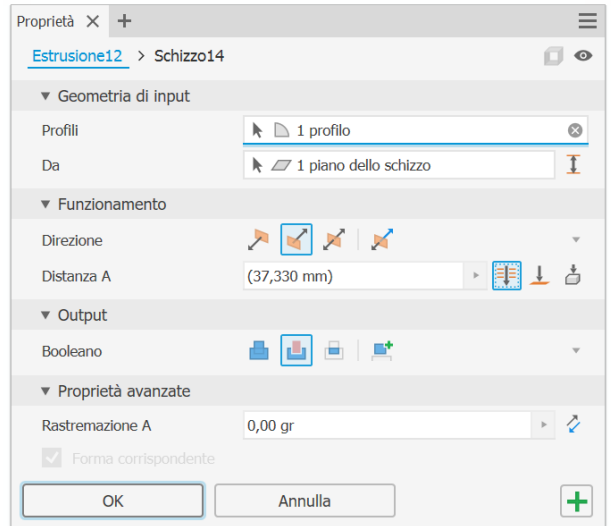 Proprietà
Estrusione12 > Schizzo14
Geometria di input
Profili 1 profilo
Da 1 piano dello schizzo
Funzionamento
Direzione
Distanza A (37,330 mm)
Output
Booleano
Proprietà avanzate
Rastremazione A 0,00 gr
Forma corrispondente
OK Annulla